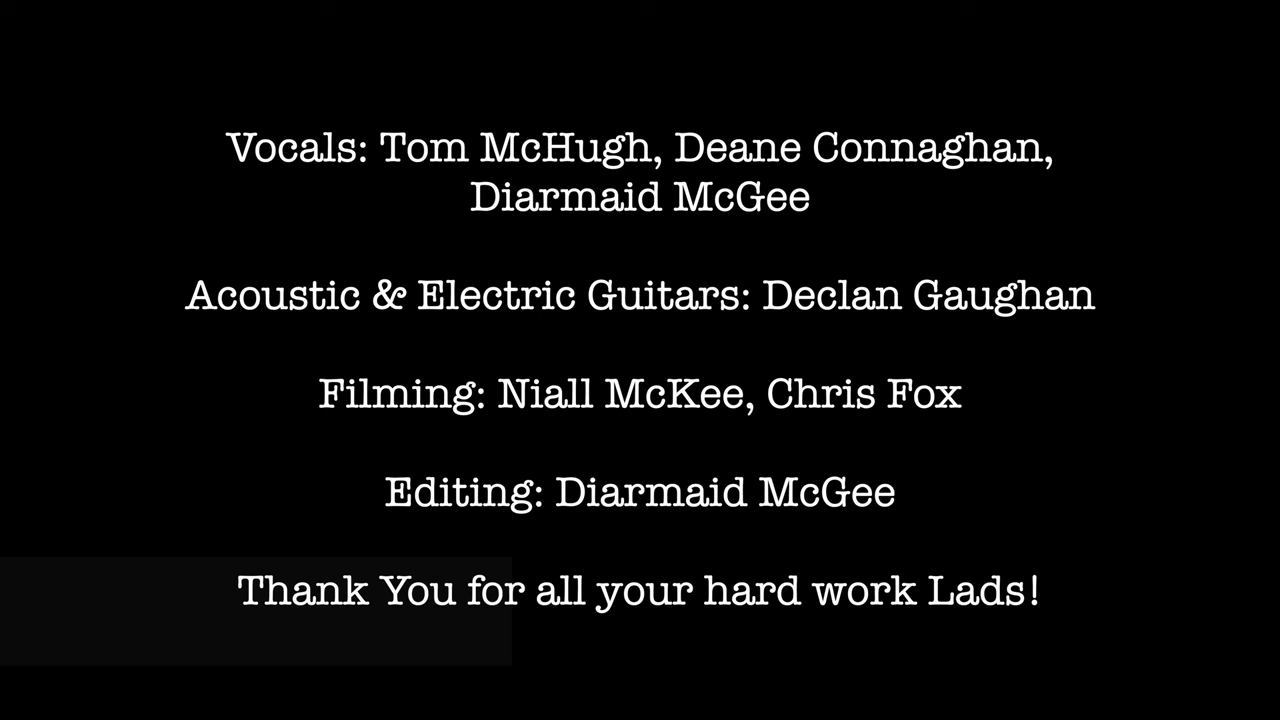 Vocals: Tom McHugh, Deane Connaghan,
Diarmaid McGee
Acoustic & Electric Guitars: Declan Gaughan
Filming: Niall McKee, Chris Fox
Editing: Diarmaid McGee
Thank You for all your hard work Lads!